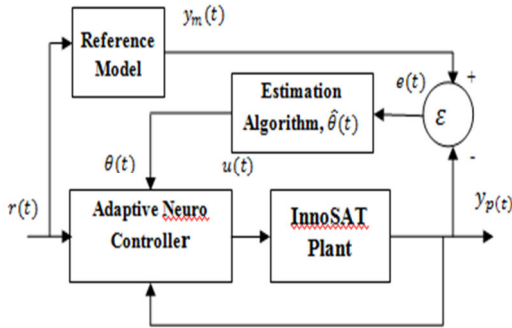 y_m(t)
Reference
Model
e(t)
+
Estimation
Algorithm, θ̂(t)
ε
θ(t)
u(t)
-
r(t)
Adaptive Neuro
Controller
InnoSAT
Plant
y_p(t)